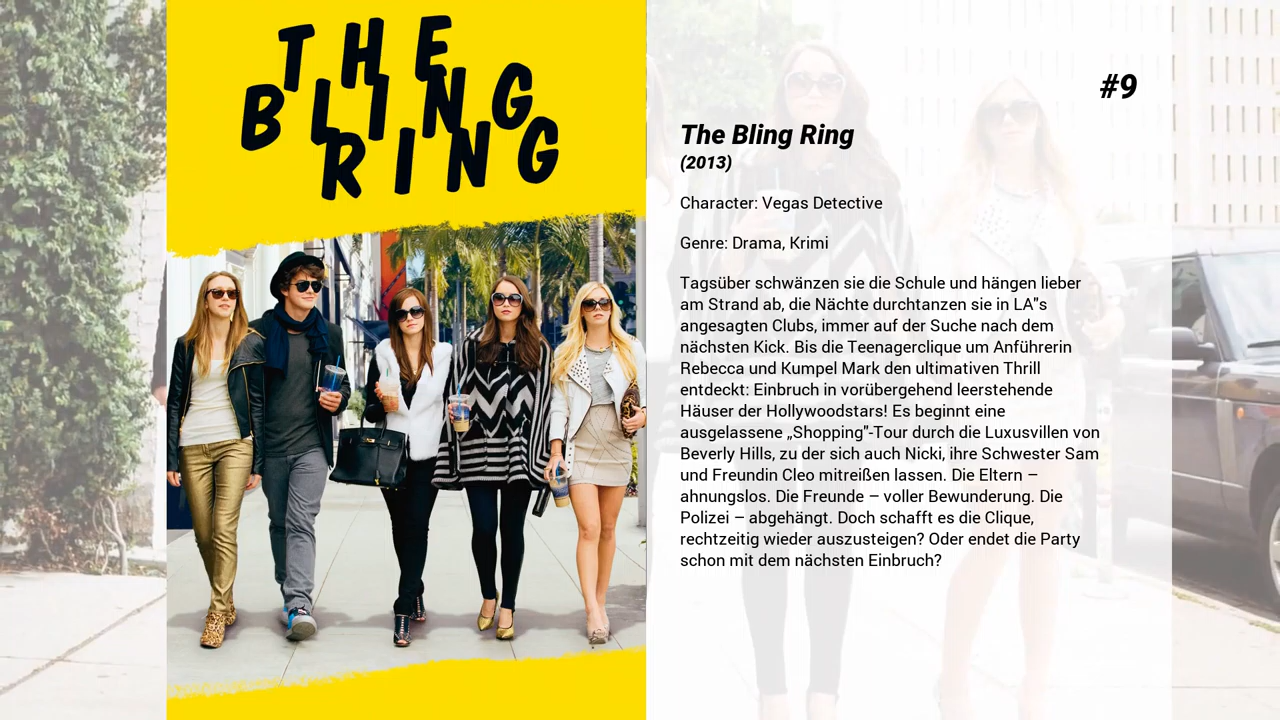 THE
BLING
RING
#9
The Bling Ring
(2013)
Character: Vegas Detective
Genre: Drama, Krimi
Tagsüber schwänzen sie die Schule und hängen lieber
am Strand ab, die Nächte durchtanzen sie in LA"s
angesagten Clubs, immer auf der Suche nach dem
nächsten Kick. Bis die Teenagerclique um Anführerin
Rebecca und Kumpel Mark den ultimativen Thrill
entdeckt: Einbruch in vorübergehend leerstehende
Häuser der Hollywoodstars! Es beginnt eine
ausgelassene „Shopping"-Tour durch die Luxusvillen von
Beverly Hills, zu der sich auch Nicki, ihre Schwester Sam
und Freundin Cleo mitreißen lassen. Die Eltern –
ahnungslos. Die Freunde – voller Bewunderung. Die
Polizei – abgehängt. Doch schafft es die Clique,
rechtzeitig wieder auszusteigen? Oder endet die Party
schon mit dem nächsten Einbruch?